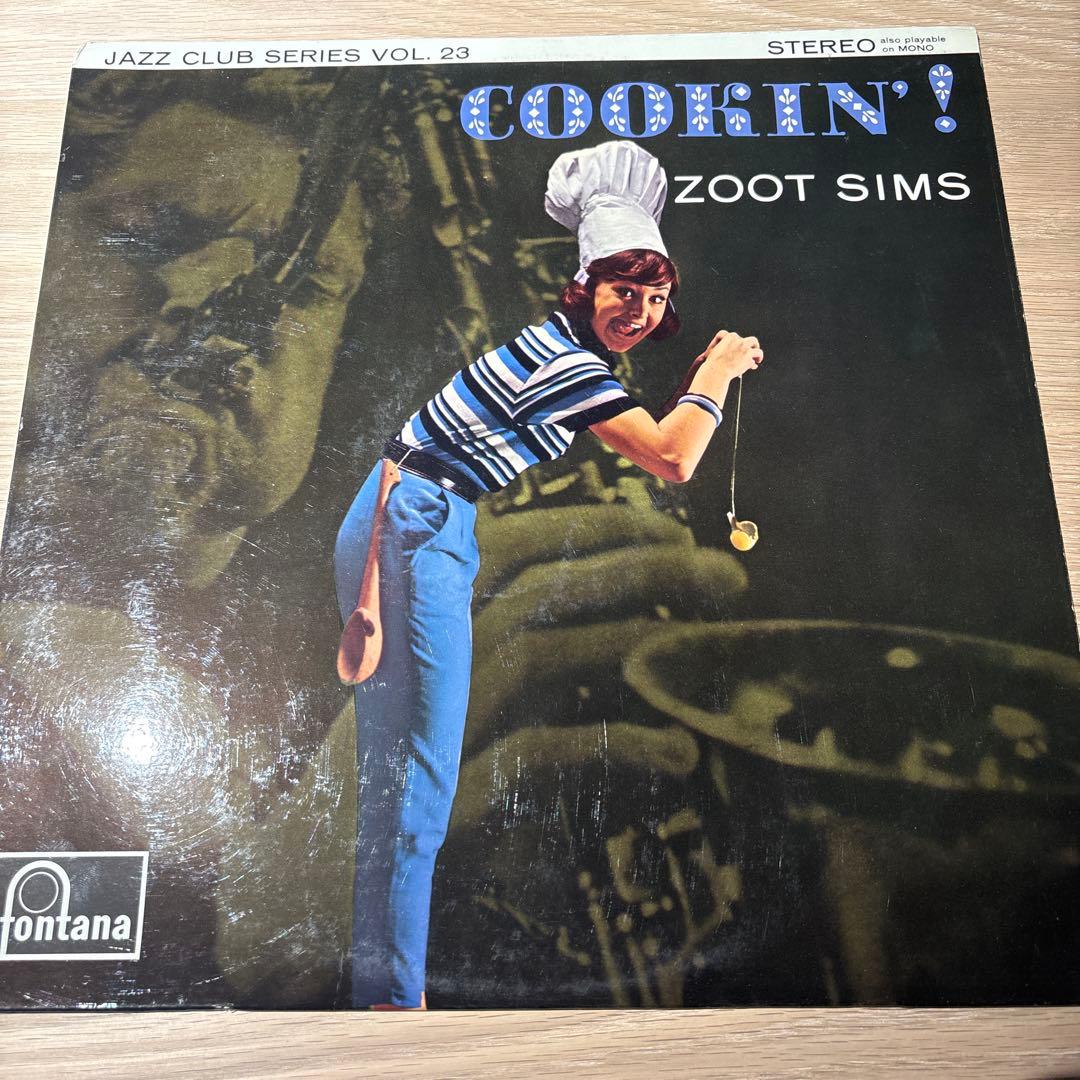 JAZZ CLUB SERIES VOL. 23
STEREO also playable
on MONO
COOKIN'!
ZOOT SIMS
fontana